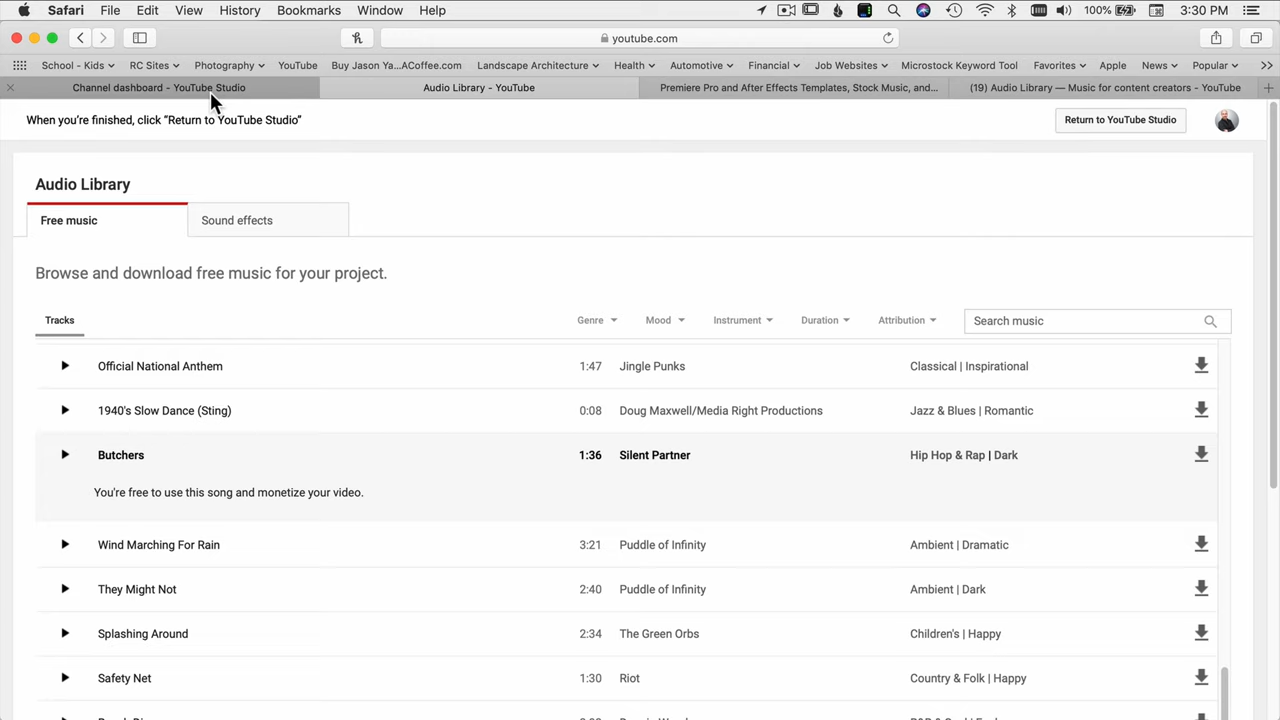 Safari File Edit View History Bookmarks Window Help 100% 3:30 PM
youtube.com
School - Kids RC Sites Photography YouTube Buy Jason Ya...ACoffee.com Landscape Architecture Health Automotive Financial Job Websites Microstock Keyword Tool Favorites Apple News Popular
Channel dashboard - YouTube Studio Audio Library - YouTube Premiere Pro and After Effects Templates, Stock Music, and... (19) Audio Library — Music for content creators - YouTube
When you're finished, click "Return to YouTube Studio" Return to YouTube Studio
Audio Library
Free music Sound effects
Browse and download free music for your project.
Tracks Genre Mood Instrument Duration Attribution Search music
Official National Anthem 1:47 Jingle Punks Classical | Inspirational
1940's Slow Dance (Sting) 0:08 Doug Maxwell/Media Right Productions Jazz & Blues | Romantic
Butchers 1:36 Silent Partner Hip Hop & Rap | Dark
You're free to use this song and monetize your video.
Wind Marching For Rain 3:21 Puddle of Infinity Ambient | Dramatic
They Might Not 2:40 Puddle of Infinity Ambient | Dark
Splashing Around 2:34 The Green Orbs Children's | Happy
Safety Net 1:30 Riot Country & Folk | Happy